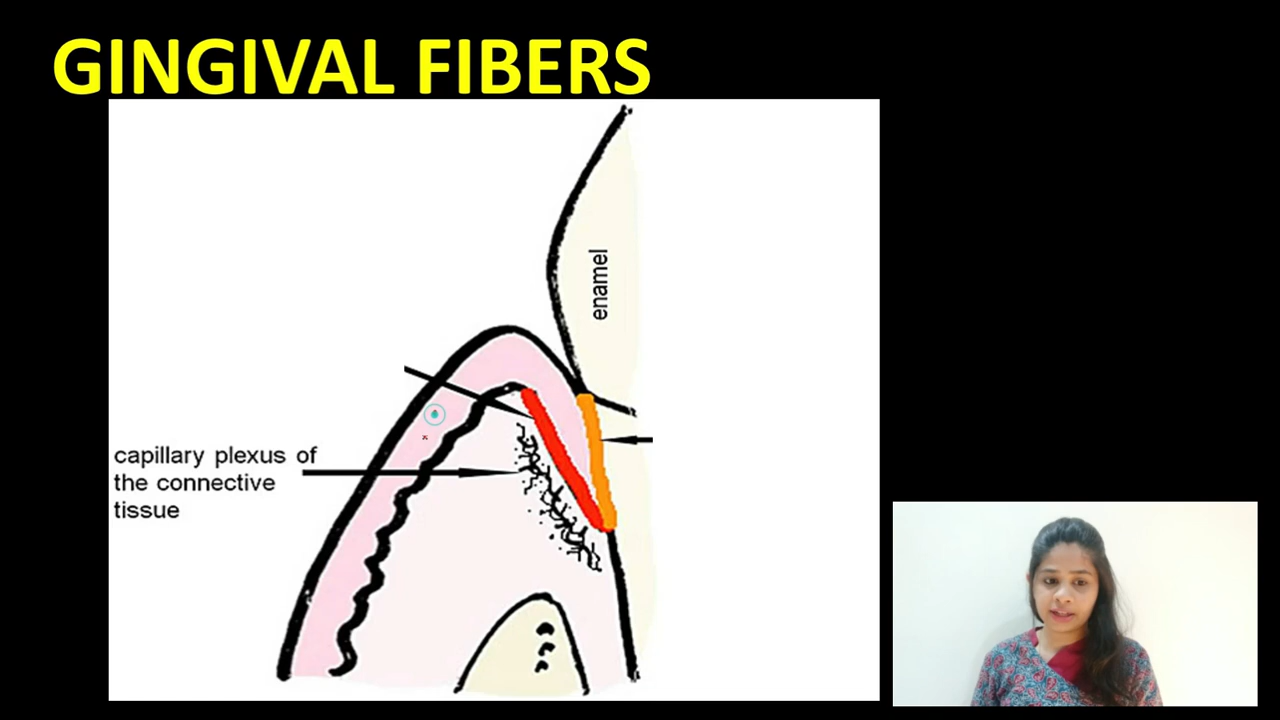 GINGIVAL FIBERS
enamel
capillary plexus of
the connective
tissue